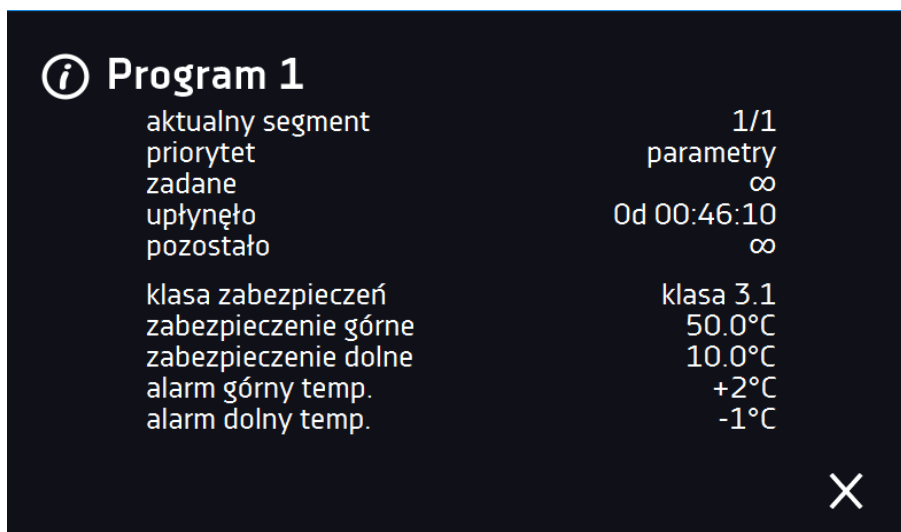 i Program 1
aktualny segment 1/1
priorytet parametry
zadane ∞
upłynęło 0d 00:46:10
pozostało ∞
klasa zabezpieczeń klasa 3.1
zabezpieczenie górne 50.0°C
zabezpieczenie dolne 10.0°C
alarm górny temp. +2°C
alarm dolny temp. -1°C